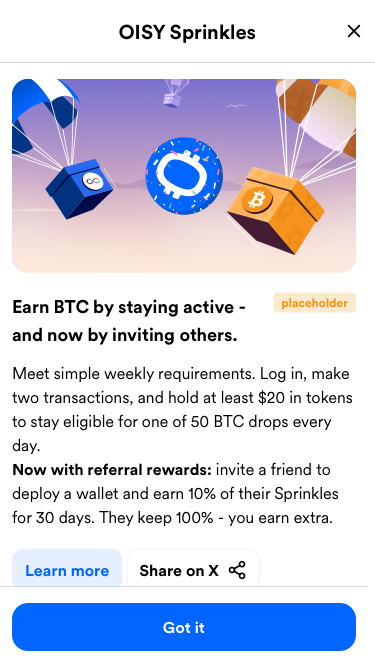 OISY Sprinkles
Earn BTC by staying active -
and now by inviting others.
placeholder
Meet simple weekly requirements. Log in, make
two transactions, and hold at least $20 in tokens
to stay eligible for one of 50 BTC drops every
day.
Now with referral rewards: invite a friend to
deploy a wallet and earn 10% of their Sprinkles
for 30 days. They keep 100% - you earn extra.
Learn more
Share on X
Got it